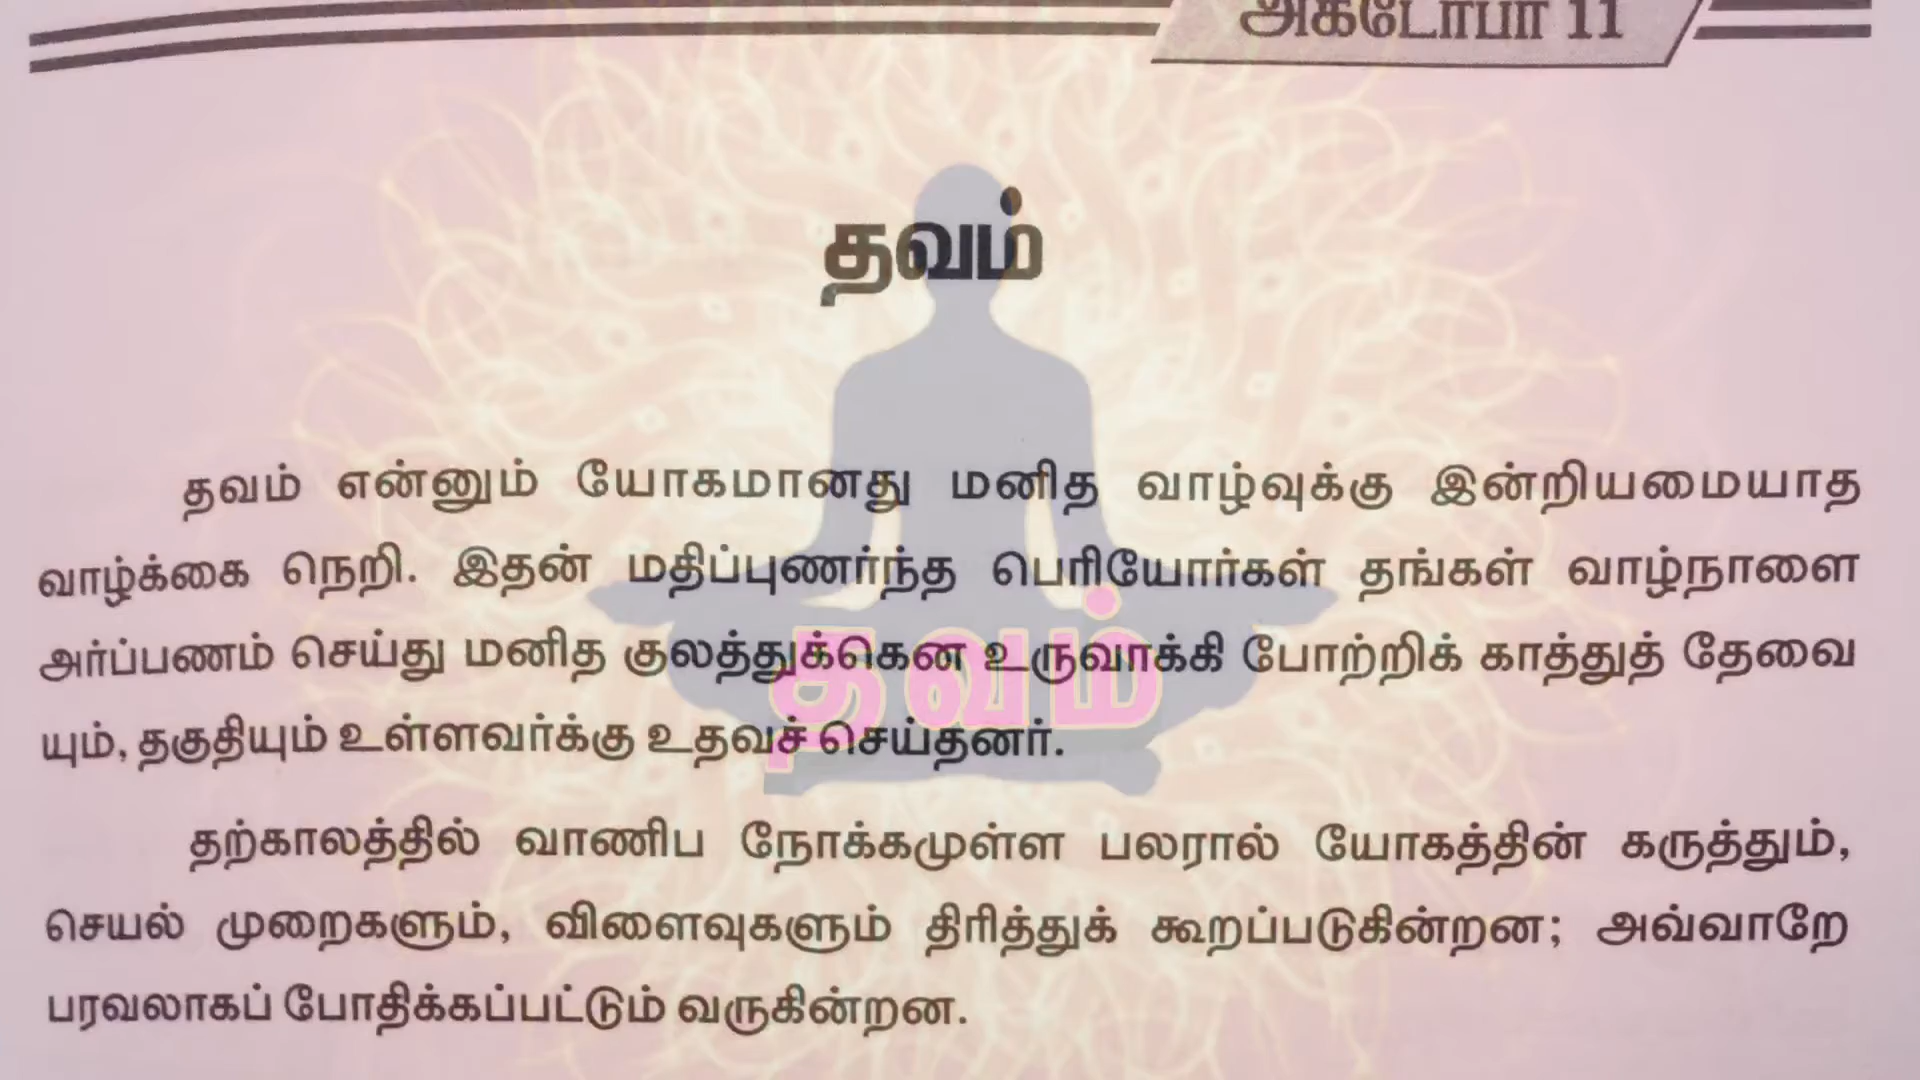 அக்டோபர் 11
தவம்
தவம் என்னும் யோகமானது மனித வாழ்வுக்கு இன்றியமையாத
வாழ்க்கை நெறி. இதன் மதிப்புணர்ந்த பெரியோர்கள் தங்கள் வாழ்நாளை
அர்ப்பணம் செய்து மனித குலத்துக்கென உருவாக்கி போற்றிக் காத்துத் தேவை
தவம்
யும், தகுதியும் உள்ளவர்க்கு உதவச் செய்தனர்.
தற்காலத்தில் வாணிப நோக்கமுள்ள பலரால் யோகத்தின் கருத்தும்,
செயல் முறைகளும், விளைவுகளும் திரித்துக் கூறப்படுகின்றன; அவ்வாறே
பரவலாகப் போதிக்கப்பட்டும் வருகின்றன.